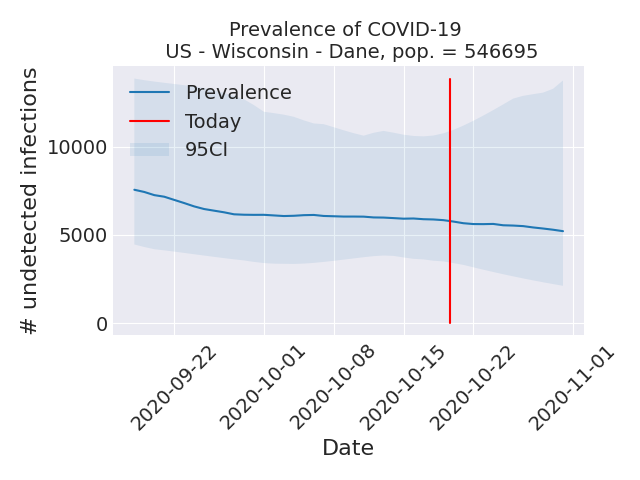 Prevalence of COVID-19
US - Wisconsin - Dane, pop. = 546695
# undetected infections
10000
5000
0
Prevalence
Today
95CI
2020-09-22
2020-10-01
2020-10-08
2020-10-15
2020-10-22
2020-11-01
Date